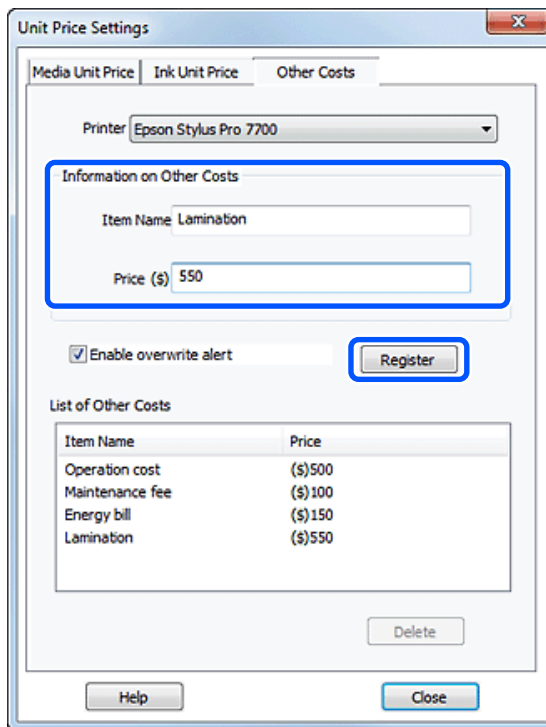 Unit Price Settings
Media Unit Price Ink Unit Price Other Costs
Printer Epson Stylus Pro 7700
Information on Other Costs
Item Name Lamination
Price ($) 550
Enable overwrite alert Register
List of Other Costs
Item Name Price
Operation cost ($)500
Maintenance fee ($)100
Energy bill ($)150
Lamination ($)550
Delete
Help Close